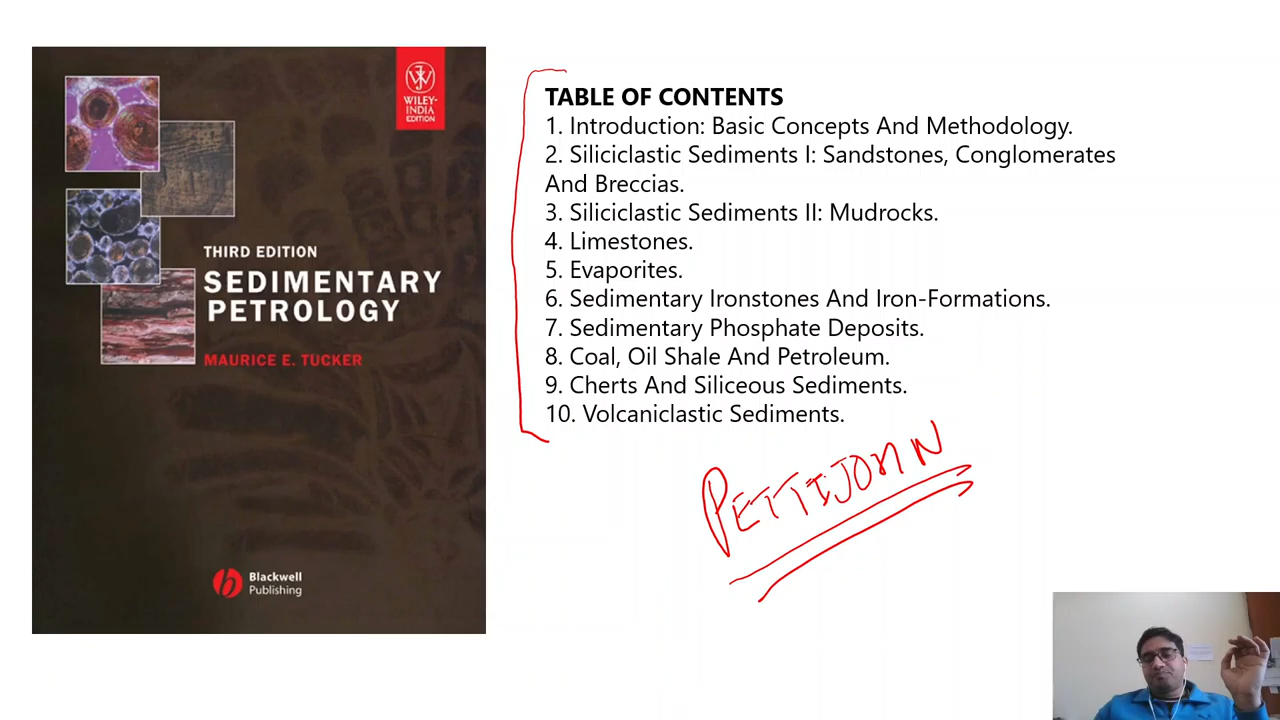 WILEY-
INDIA
EDITION
THIRD EDITION
SEDIMENTARY
PETROLOGY
MAURICE E. TUCKER
Blackwell
Publishing
TABLE OF CONTENTS
1. Introduction: Basic Concepts And Methodology.
2. Siliciclastic Sediments I: Sandstones, Conglomerates
And Breccias.
3. Siliciclastic Sediments II: Mudrocks.
4. Limestones.
5. Evaporites.
6. Sedimentary Ironstones And Iron-Formations.
7. Sedimentary Phosphate Deposits.
8. Coal, Oil Shale And Petroleum.
9. Cherts And Siliceous Sediments.
10. Volcaniclastic Sediments.
PETTIJOHN